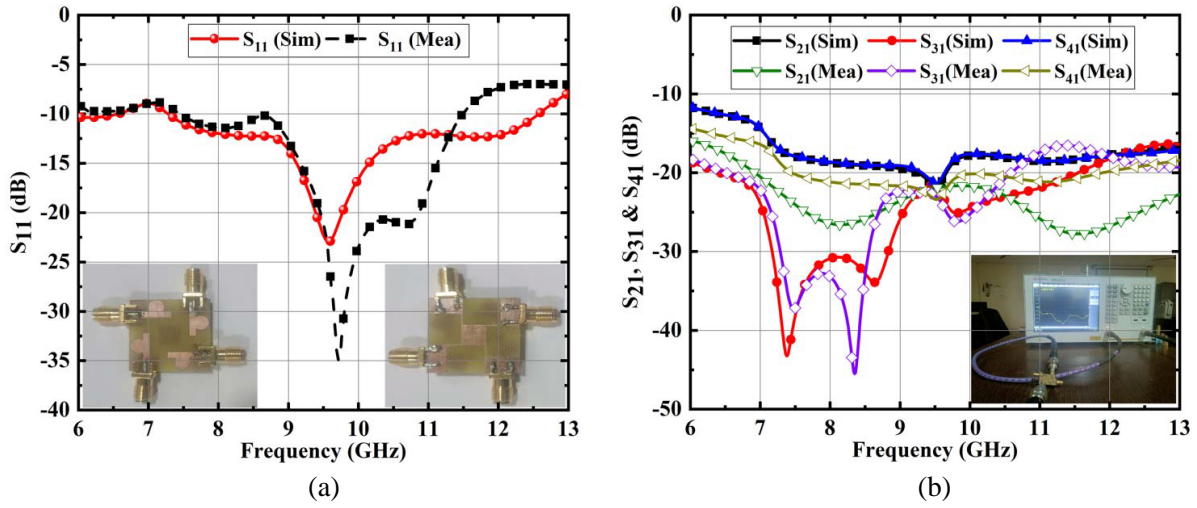 S11 (Sim) S11 (Mea)
0
-5
-10
-15
-20
-25
-30
-35
-40
S11 (dB)
6 7 8 9 10 11 12 13
Frequency (GHz)
(a)
S21(Sim) S31(Sim) S41(Sim)
S21(Mea) S31(Mea) S41(Mea)
0
-10
-20
-30
-40
-50
S21, S31 & S41 (dB)
6 7 8 9 10 11 12 13
Frequency (GHz)
(b)